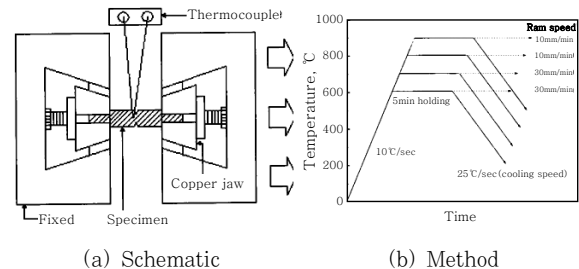 Thermocouplet
Copper jaw
Fixed
Specimen
(a) Schematic
Temperature, ℃
1000
800
600
400
200
0
Ram speed
10mm/min
10mm/min
30mm/min
30mm/min
5min holding
10℃/sec
25℃/sec(cooling speed)
Time
(b) Method